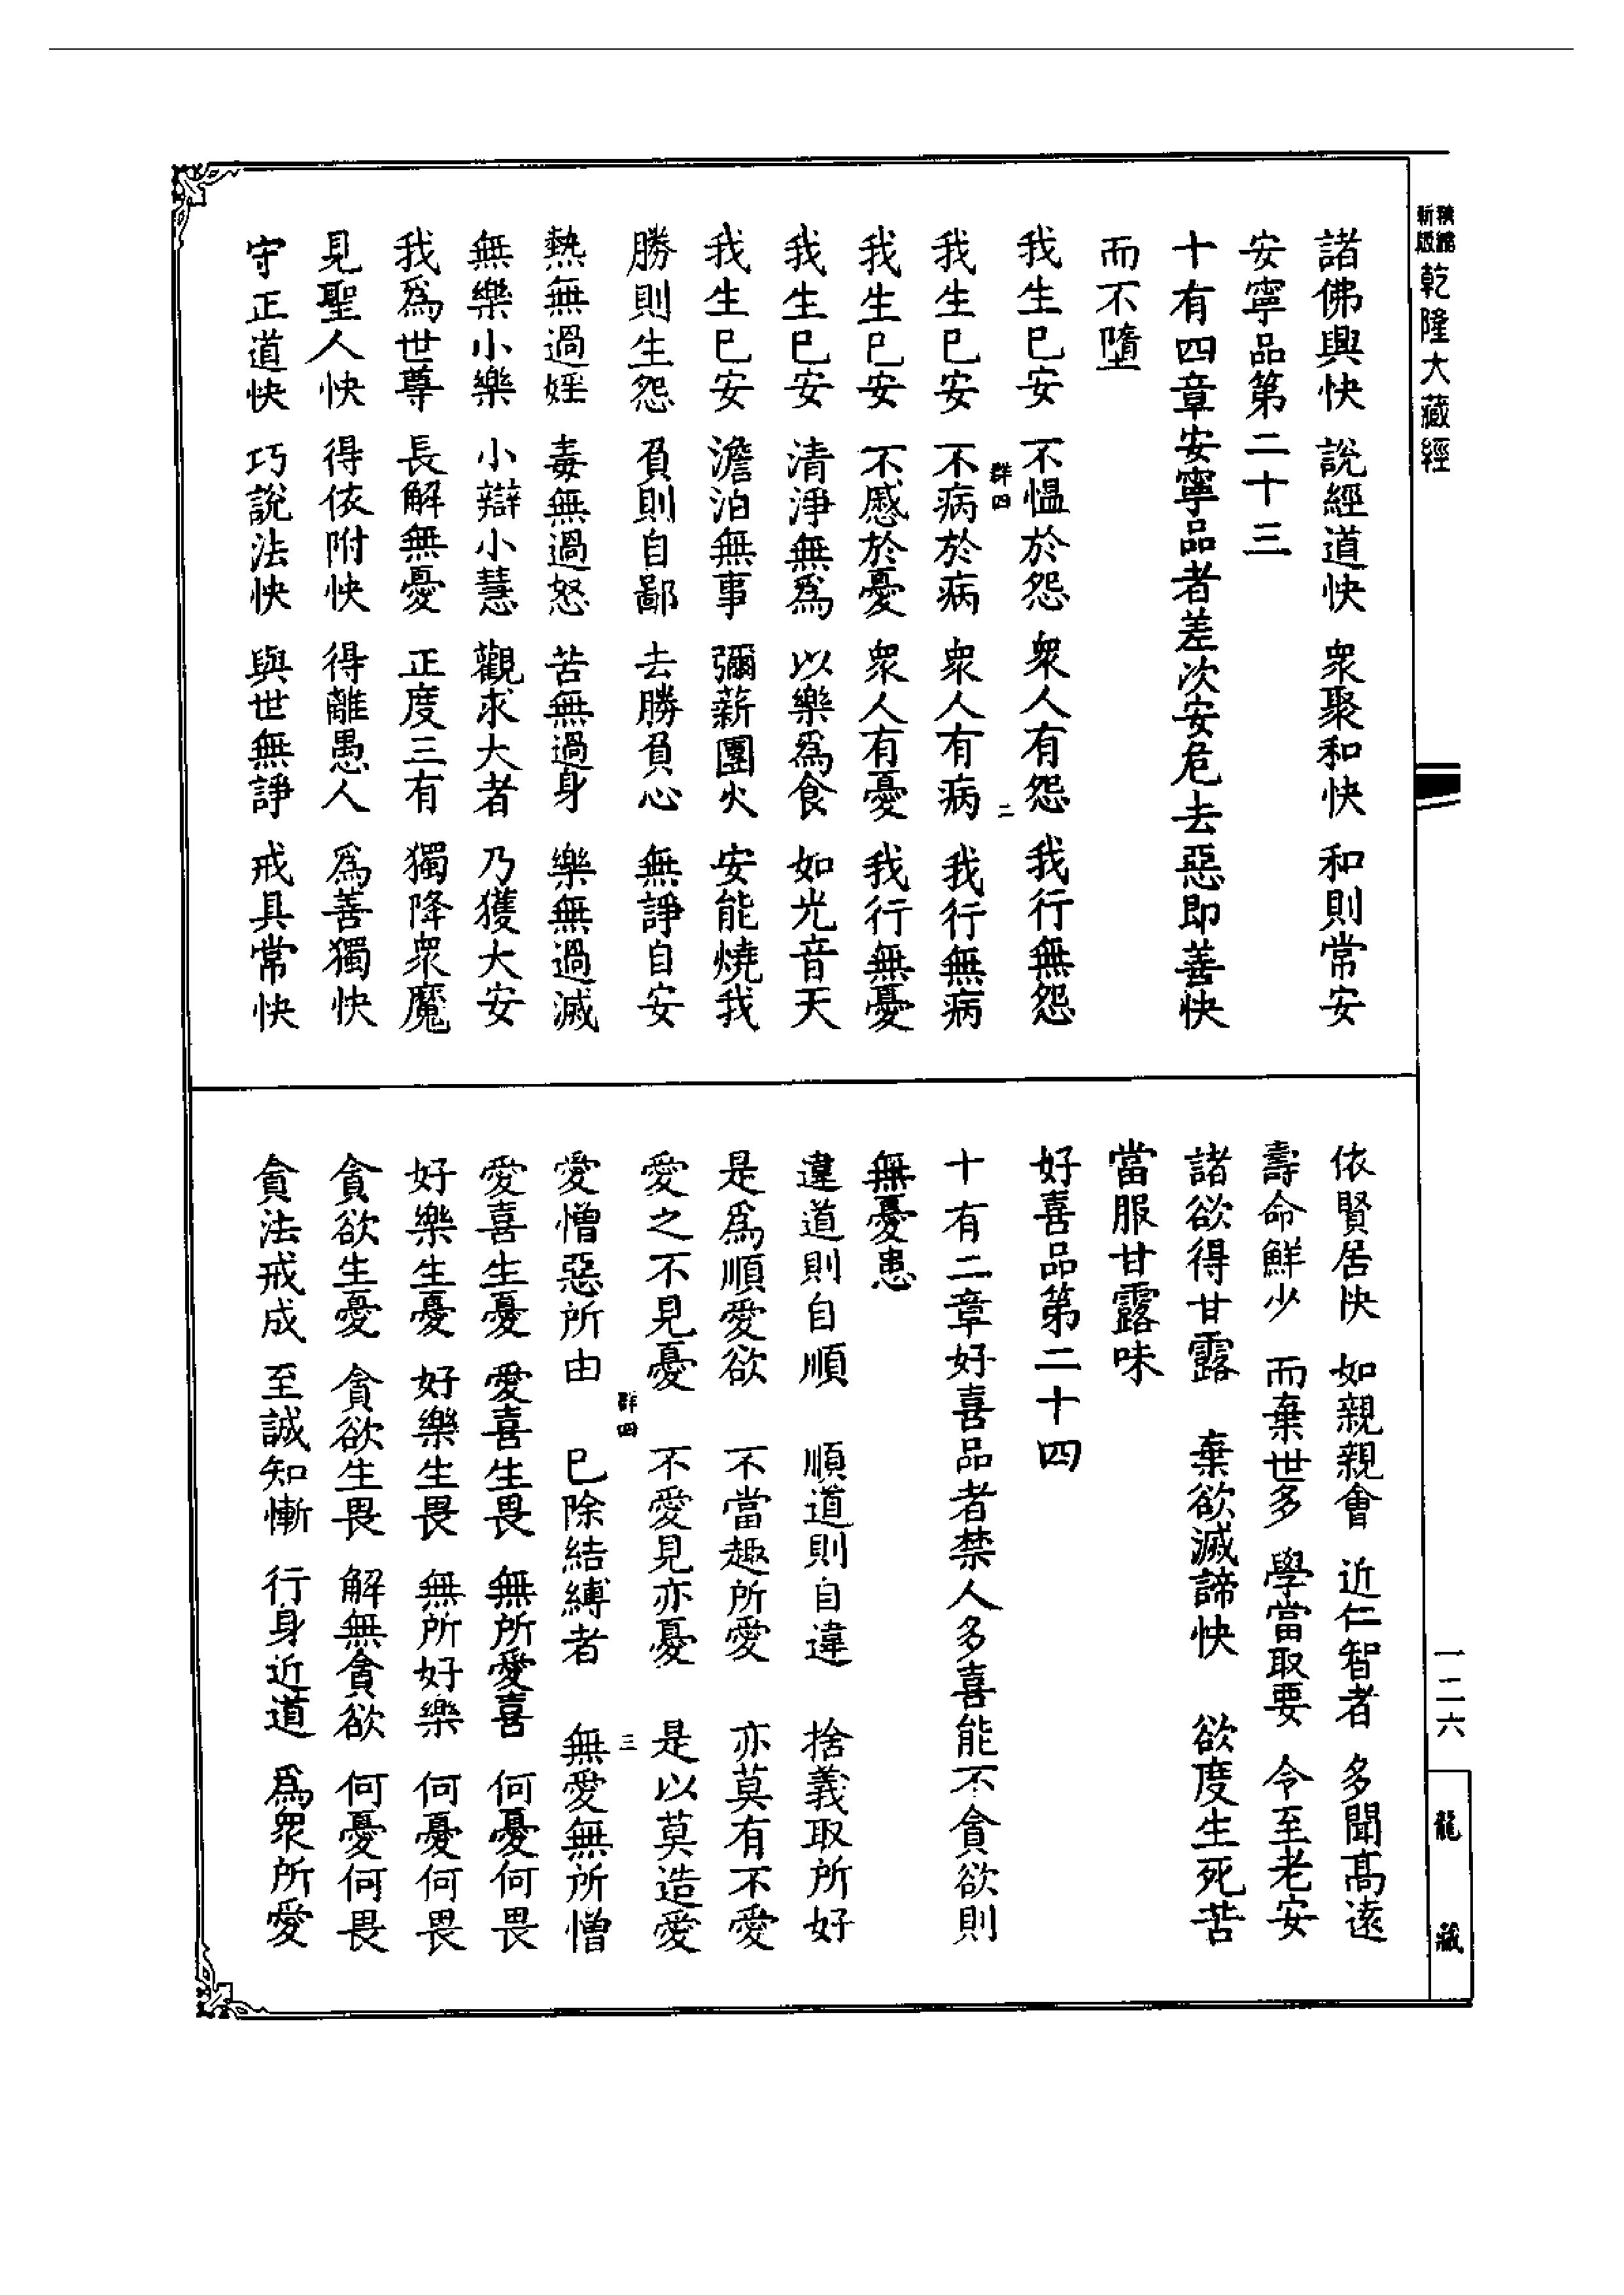 乾隆大藏經
諸佛興快 說經道快 衆聚和快 和則常安
安寧品第二十三
十有四章安寧品者差次安危去惡即善快
而不墮
我生已安 不慍於怨 衆人有怨 我行無怨
群四 二
我生已安 不病於病 衆人有病 我行無病
我生已安 不慼於憂 衆人有憂 我行無憂
我生已安 清淨無爲 以樂爲食 如光音天
我生已安 澹泊無事 彌薪團火 安能燒我
勝則生怨 負則自鄙 去勝負心 無諍自安
熱無過婬 毒無過怒 苦無過身 樂無過滅
無樂小樂 小辯小慧 觀求大者 乃獲大安
我爲世尊 長解無憂 正度三有 獨降衆魔
見聖人快 得依附快 得離愚人 爲善獨快
守正道快 巧說法快 與世無諍 戒具常快
依賢居快 如親親會 近仁智者 多聞高遠
壽命鮮少 而棄世多 學當取要 令至老安
諸欲得甘露 棄欲滅諦快 欲度生死苦
當服甘露味
好喜品第二十四
十有二章好喜品者禁人多喜能不貪欲則
無憂患
違道則自順 順道則自違 捨義取所好
是爲順愛欲 不當趣所愛 亦莫有不愛
愛之不見憂 不愛見亦憂 是以莫造愛
群四 三
愛憎惡所由 已除結縛者 無愛無所憎
愛喜生憂 愛喜生畏 無所愛喜 何憂何畏
好樂生憂 好樂生畏 無所好樂 何憂何畏
貪欲生憂 貪欲生畏 解無貪欲 何憂何畏
貪法戒成 至誠知慚 行身近道 爲衆所愛
一二六
龍藏